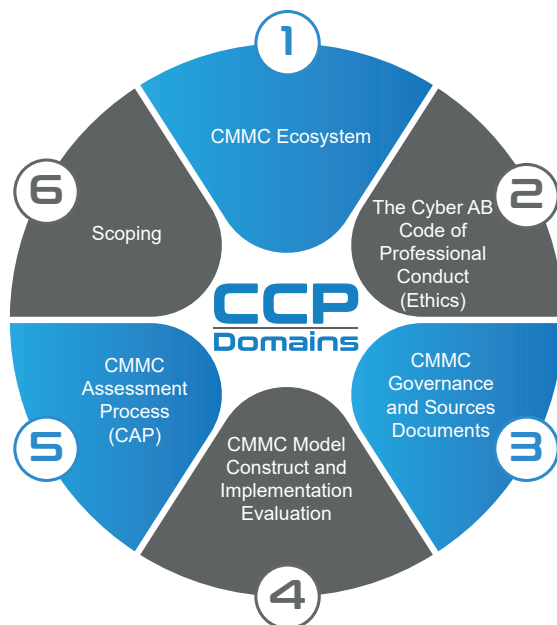 1
CMMC Ecosystem
2
The Cyber AB
Code of
Professional
Conduct
(Ethics)
3
CMMC
Governance
and Sources
Documents
4
CMMC Model
Construct and
Implementation
Evaluation
5
CMMC
Assessment
Process
(CAP)
6
Scoping
CCP
Domains